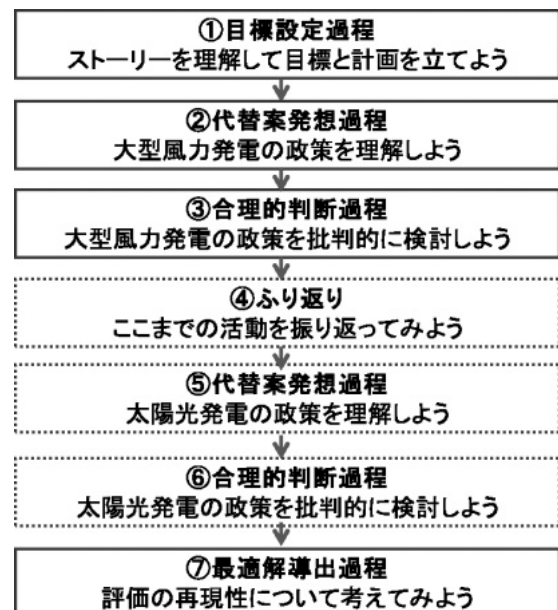 ①目標設定過程
ストーリーを理解して目標と計画を立てよう
②代替案発想過程
大型風力発電の政策を理解しよう
③合理的判断過程
大型風力発電の政策を批判的に検討しよう
④ふり返り
ここまでの活動を振り返ってみよう
⑤代替案発想過程
太陽光発電の政策を理解しよう
⑥合理的判断過程
太陽光発電の政策を批判的に検討しよう
⑦最適解導出過程
評価の再現性について考えてみよう